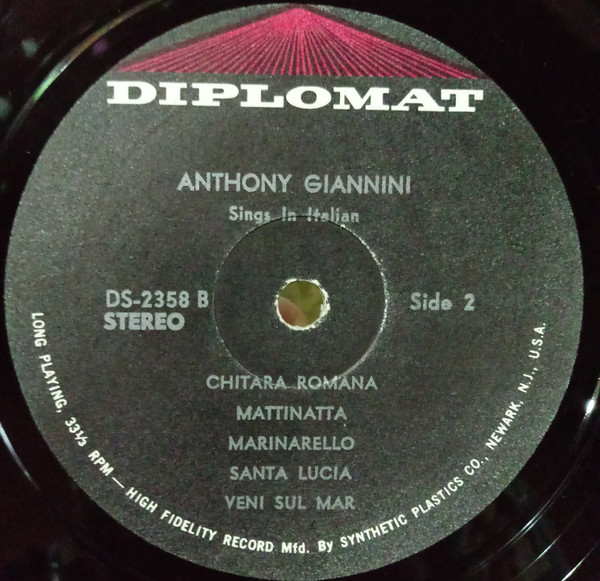 DIPLOMAT
ANTHONY GIANNINI
Sings In Italian
DS-2358 B
STEREO
Side 2
CHITARA ROMANA
MATTINATTA
MARINARELLO
SANTA LUCIA
VENI SUL MAR
LONG PLAYING, 33⅓ RPM — HIGH FIDELITY RECORD Mfd. By SYNTHETIC PLASTICS CO., NEWARK, N.J., U.S.A.